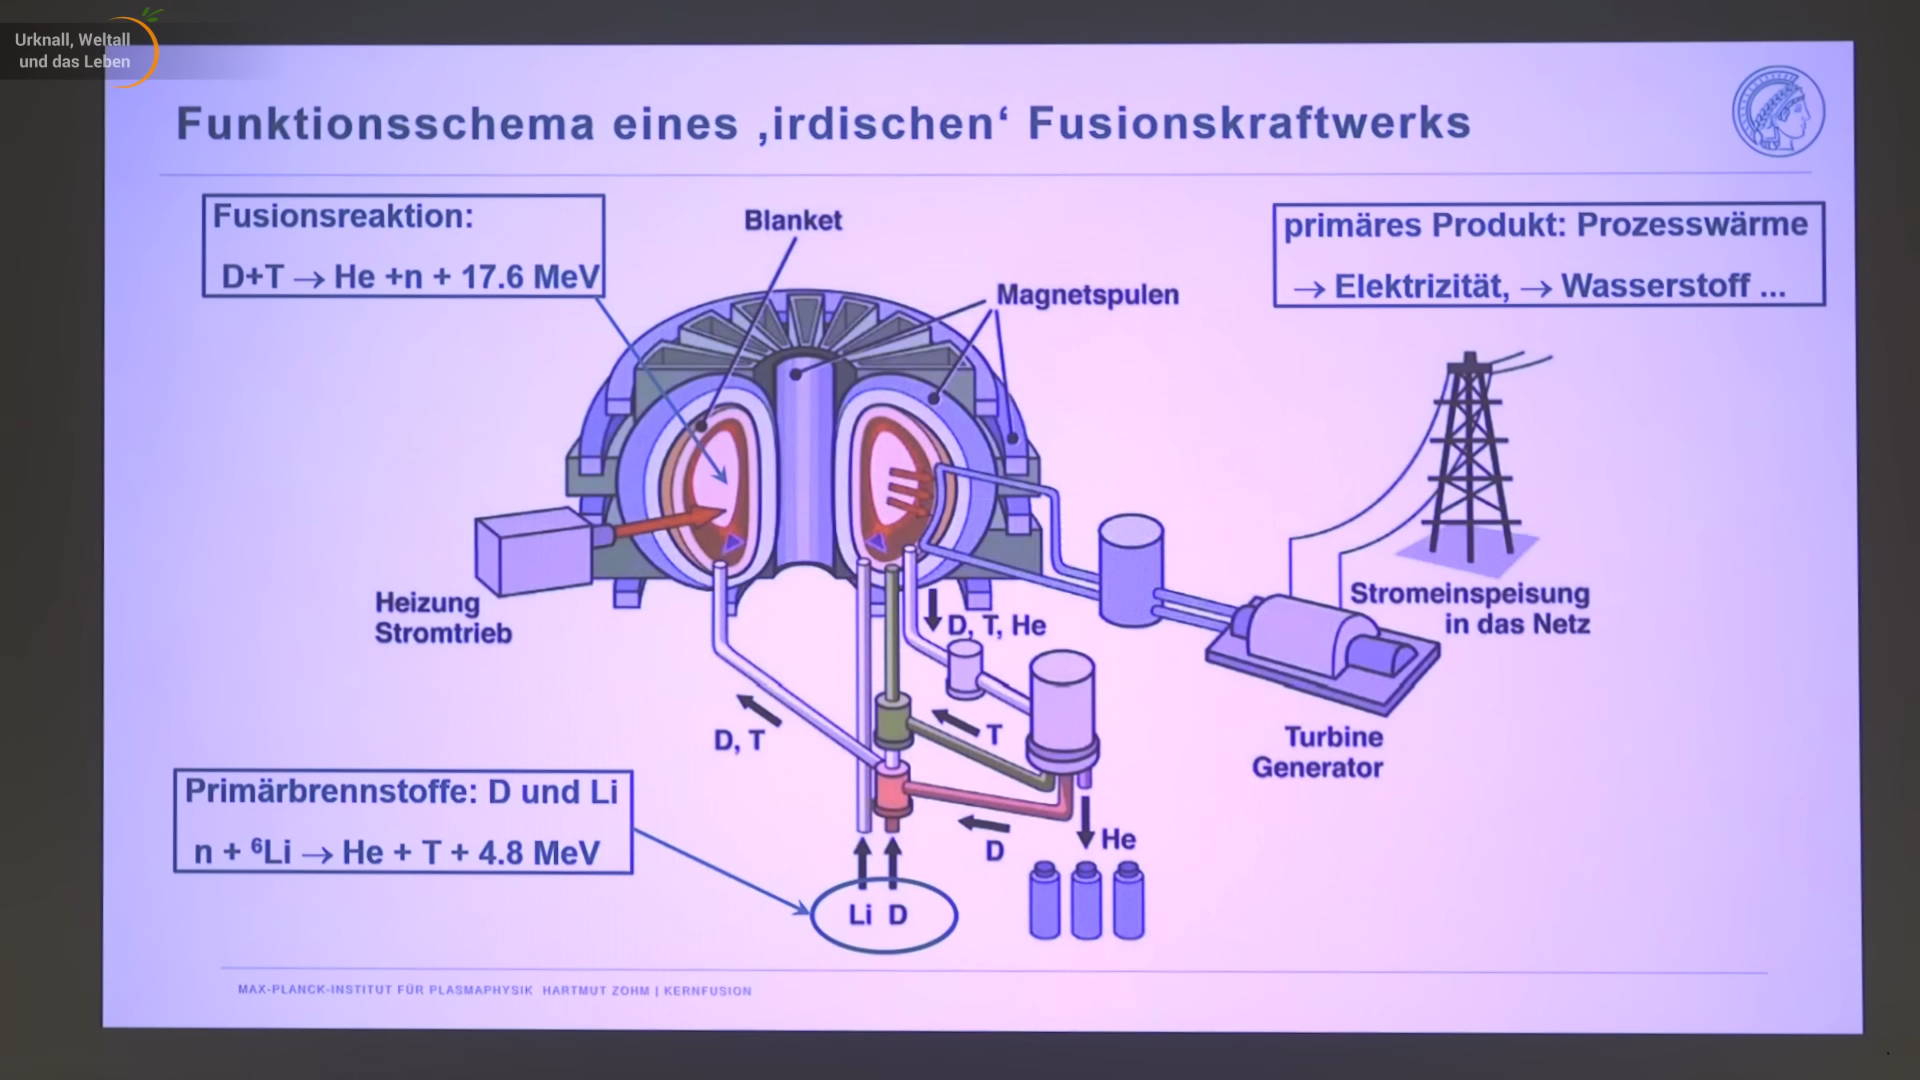 Urknall, Weltall
und das Leben
Funktionsschema eines ‚irdischen‘ Fusionskraftwerks
Fusionsreaktion:
D+T → He +n + 17.6 MeV
Blanket
Magnetspulen
primäres Produkt: Prozesswärme
→ Elektrizität, → Wasserstoff ...
Heizung
Stromtrieb
D, T, He
Stromeinspeisung
in das Netz
D, T
T
Turbine
Generator
Primärbrennstoffe: D und Li
n + ⁶Li → He + T + 4.8 MeV
D
He
Li D
MAX-PLANCK-INSTITUT FÜR PLASMAPHYSIK HARTMUT ZOHM | KERNFUSION